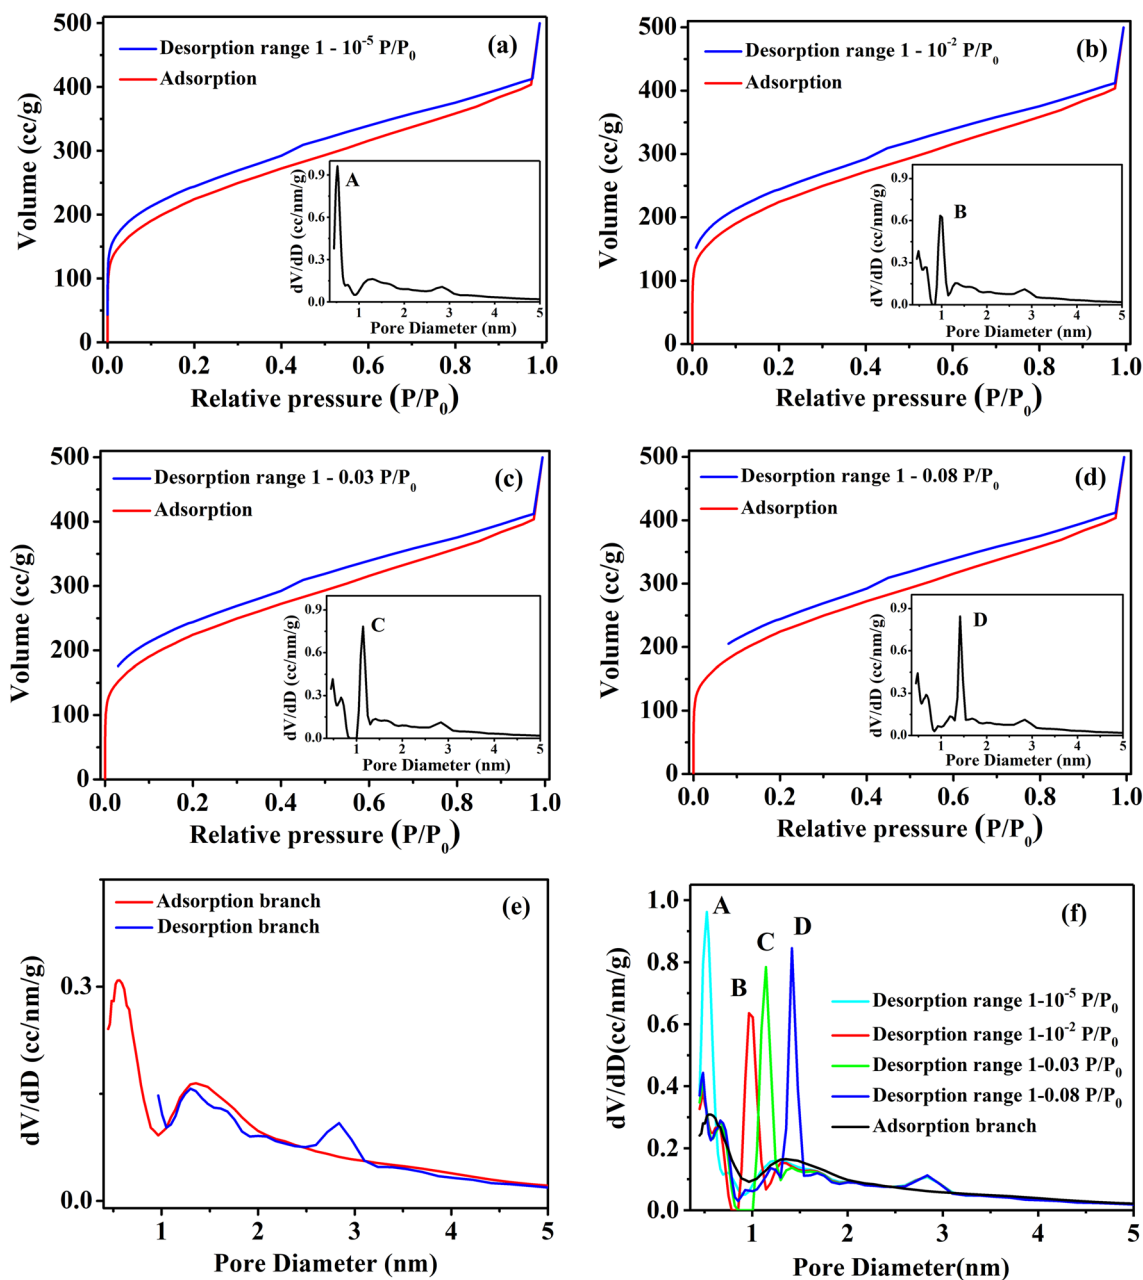 (a)
Desorption range 1 - 10⁻⁵ P/P₀
Adsorption
500
400
300
200
100
0
Volume (cc/g)
0.0 0.2 0.4 0.6 0.8 1.0
Relative pressure (P/P₀)
A
0.9
0.6
0.3
0.0
dV/dD (cc/nm/g)
1 2 3 4 5
Pore Diameter (nm)
(b)
Desorption range 1 - 10⁻² P/P₀
Adsorption
500
400
300
200
100
0
Volume (cc/g)
0.0 0.2 0.4 0.6 0.8 1.0
Relative pressure (P/P₀)
B
0.9
0.6
0.3
0.0
dV/dD (cc/nm/g)
1 2 3 4 5
Pore Diameter (nm)
(c)
Desorption range 1 - 0.03 P/P₀
Adsorption
500
400
300
200
100
0
Volume (cc/g)
0.0 0.2 0.4 0.6 0.8 1.0
Relative pressure (P/P₀)
C
0.9
0.6
0.3
0.0
dV/dD (cc/nm/g)
1 2 3 4 5
Pore Diameter (nm)
(d)
Desorption range 1 - 0.08 P/P₀
Adsorption
500
400
300
200
100
0
Volume (cc/g)
0.0 0.2 0.4 0.6 0.8 1.0
Relative pressure (P/P₀)
D
0.9
0.6
0.3
0.0
dV/dD (cc/nm/g)
1 2 3 4 5
Pore Diameter (nm)
(e)
Adsorption branch
Desorption branch
0.3
0.0
dV/dD (cc/nm/g)
1 2 3 4 5
Pore Diameter (nm)
(f)
A
B
C
D
Desorption range 1-10⁻⁵ P/P₀
Desorption range 1-10⁻² P/P₀
Desorption range 1-0.03 P/P₀
Desorption range 1-0.08 P/P₀
Adsorption branch
1.0
0.8
0.6
0.4
0.2
0.0
dV/dD(cc/nm/g)
1 2 3 4 5
Pore Diameter(nm)